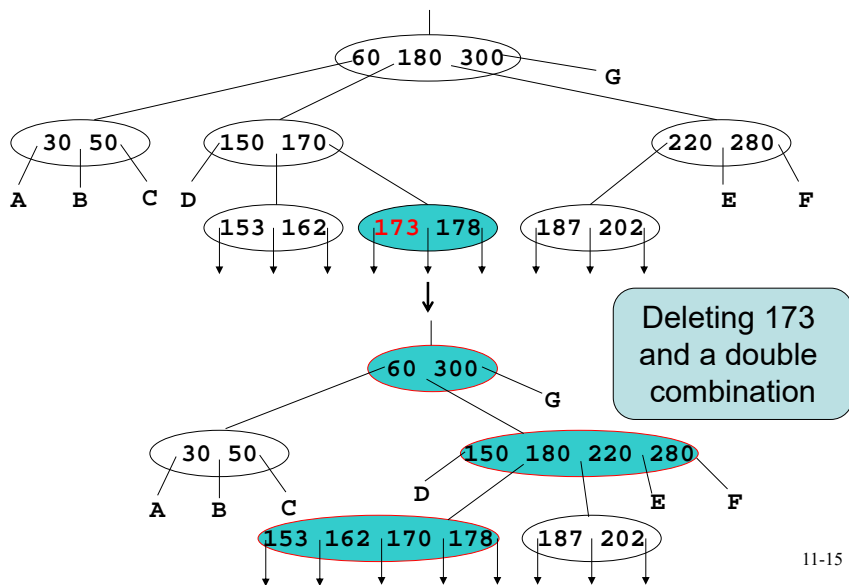 60 180 300
G
30 50
150 170
220 280
A B C D E F
153 162
173 178
187 202
Deleting 173
and a double
combination
60 300
G
30 50
150 180 220 280
A B C D E F
153 162 170 178
187 202
11-15